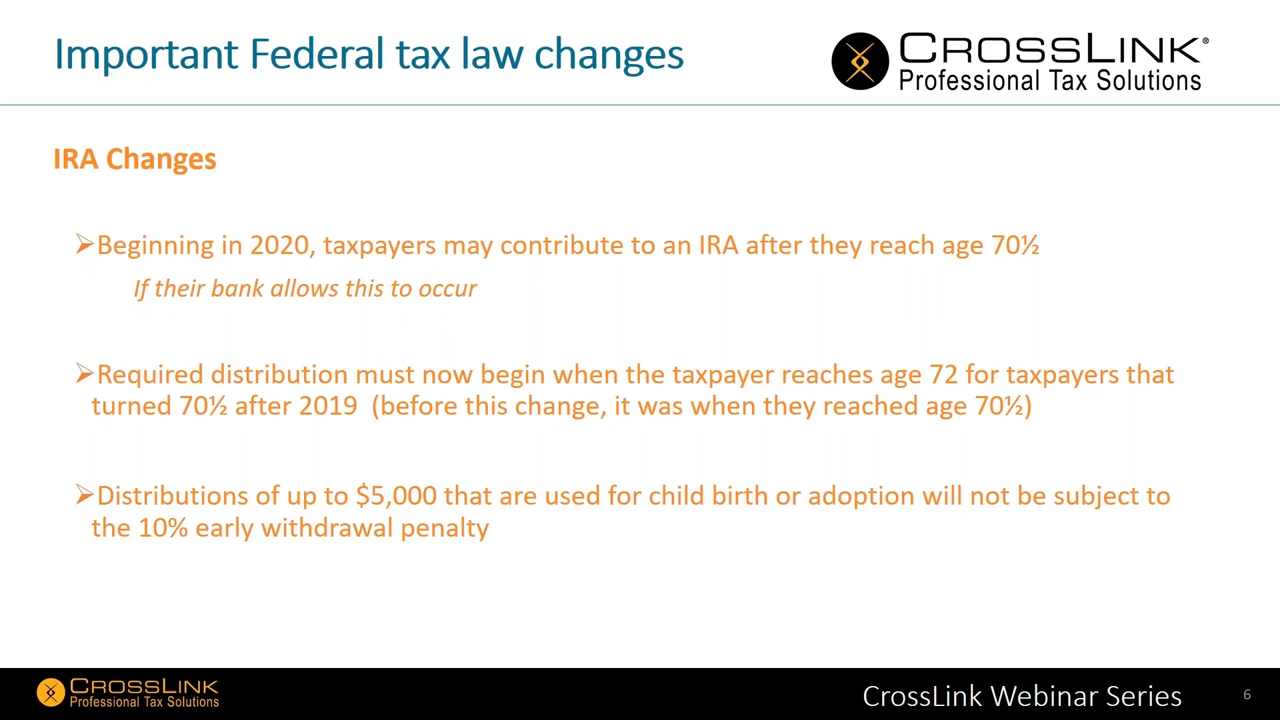 Important Federal tax law changes
CROSSLINK®
Professional Tax Solutions
IRA Changes
➢Beginning in 2020, taxpayers may contribute to an IRA after they reach age 70½
If their bank allows this to occur
➢Required distribution must now begin when the taxpayer reaches age 72 for taxpayers that
turned 70½ after 2019 (before this change, it was when they reached age 70½)
➢Distributions of up to $5,000 that are used for child birth or adoption will not be subject to
the 10% early withdrawal penalty
CROSSLINK
Professional Tax Solutions
CrossLink Webinar Series
6